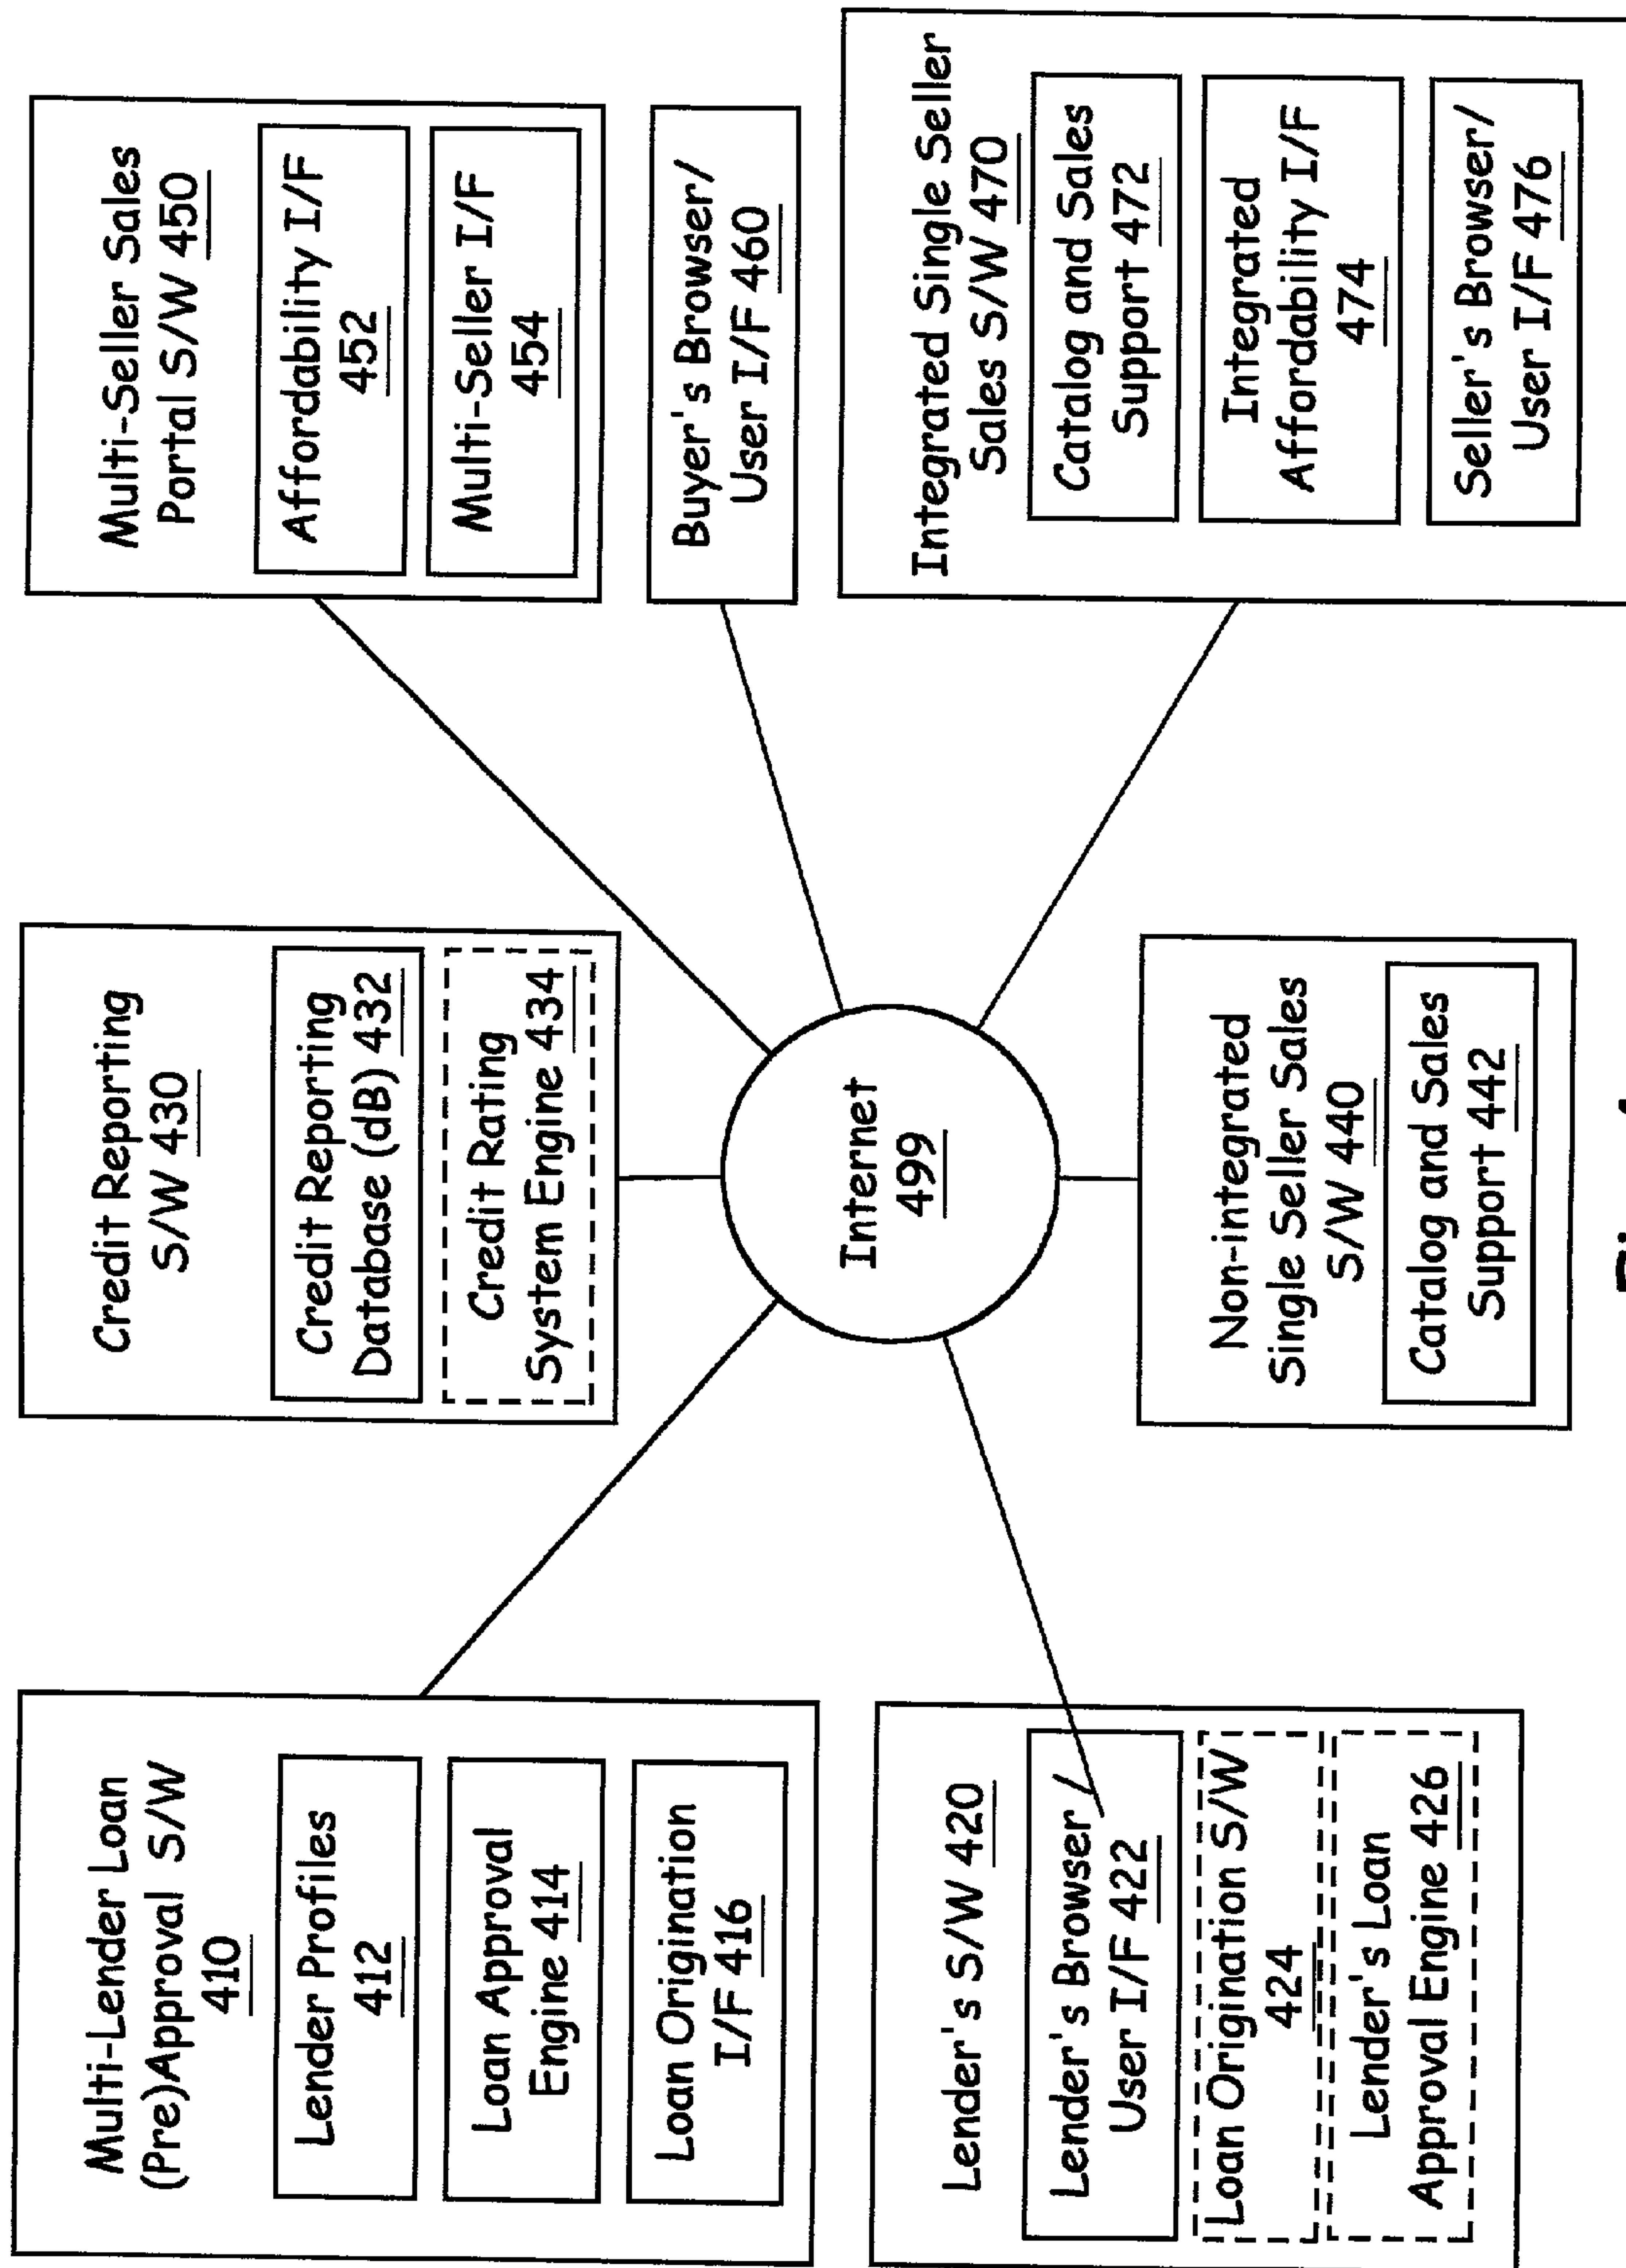 Multi-Lender Loan
(Pre)Approval S/W
410
Lender Profiles
412
Loan Approval
Engine 414
Loan Origination
I/F 416
Credit Reporting
S/W 430
Credit Reporting
Database (dB) 432
Credit Rating
System Engine 434
Multi-Seller Sales
Portal S/W 450
Affordability I/F
452
Multi-Seller I/F
454
Buyer's Browser/
User I/F 460
Internet
499
Lender's S/W 420
Lender's Browser /
User I/F 422
Loan Origination S/W
424
Lender's Loan
Approval Engine 426
Non-integrated
Single Seller Sales
S/W 440
Catalog and Sales
Support 442
Integrated Single Seller
Sales S/W 470
Catalog and Sales
Support 472
Integrated
Affordability I/F
474
Seller's Browser/
User I/F 476